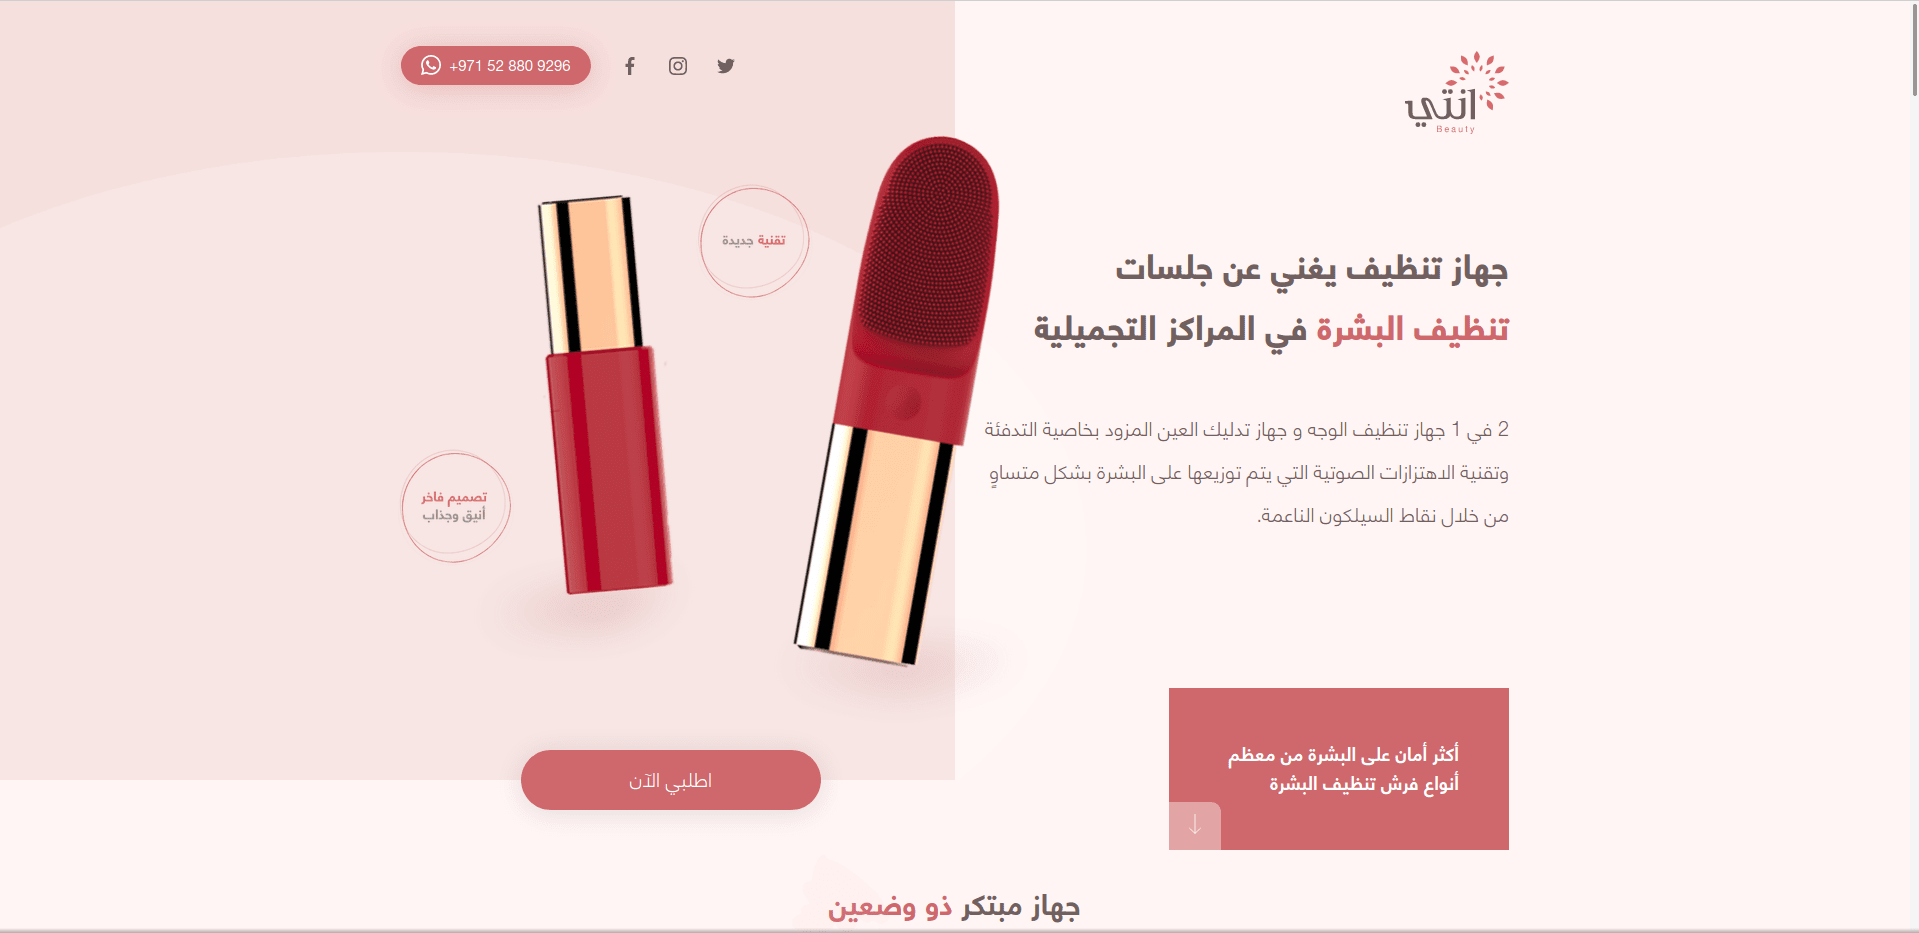 انتي
Beauty
+971 52 880 9296
جهاز تنظيف يغني عن جلسات
تنظيف البشرة في المراكز التجميلية
2 في 1 جهاز تنظيف الوجه و جهاز تدليك العين المزود بخاصية التدفئة
وتقنية الاهتزازات الصوتية التي يتم توزيعها على البشرة بشكل متساوٍ
من خلال نقاط السيلكون الناعمة.
تقنية جديدة
تصميم فاخر
أنيق وجذاب
أكثر أمان على البشرة من معظم
أنواع فرش تنظيف البشرة
اطلبي الآن
جهاز مبتكر ذو وضعين